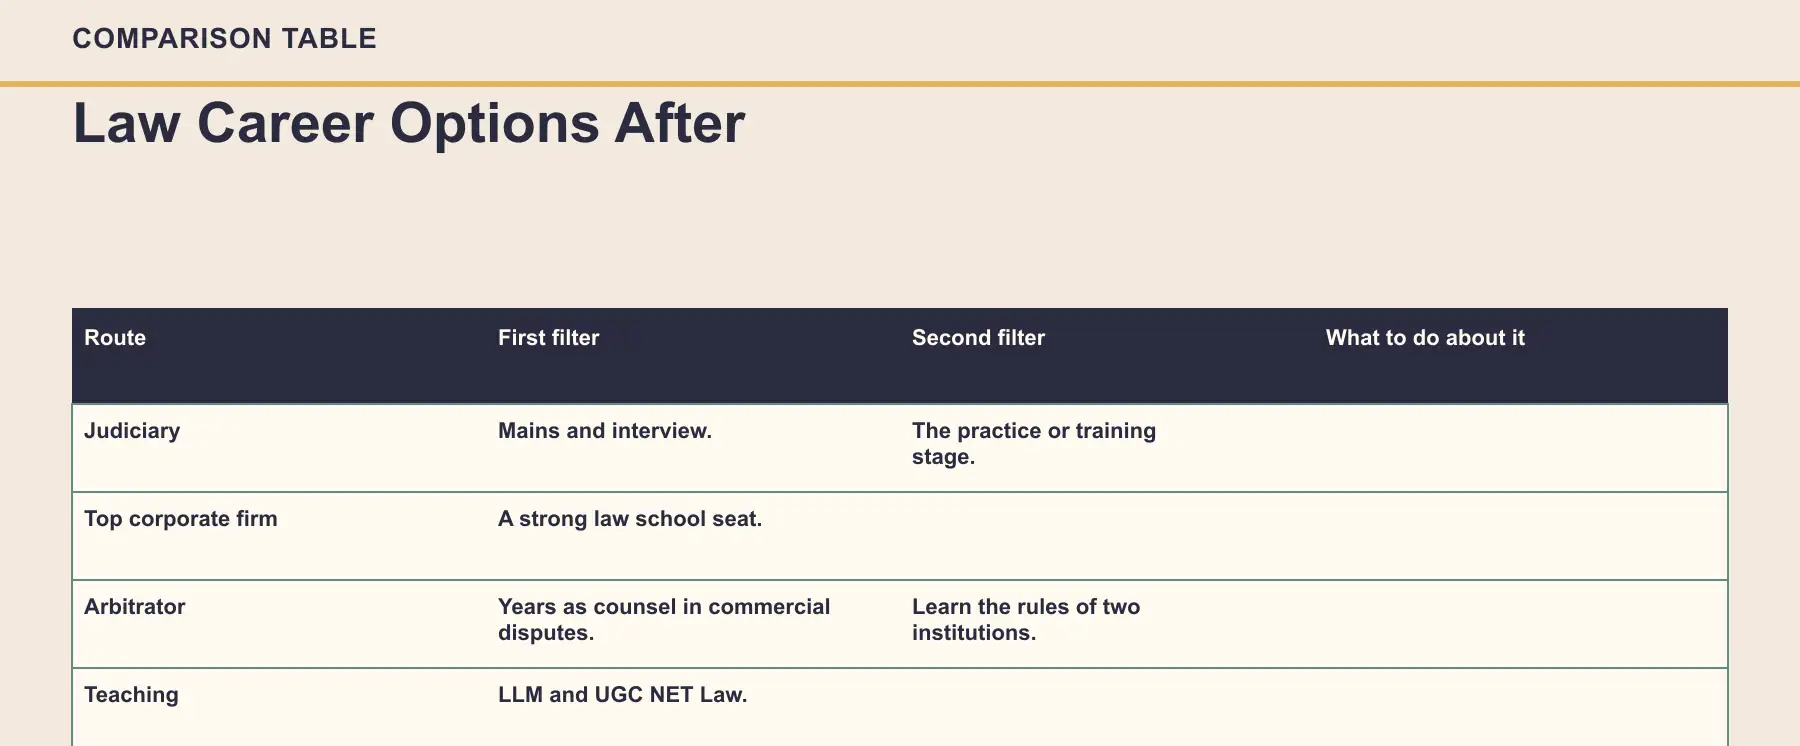 COMPARISON TABLE
Law Career Options After
Route First filter Second filter What to do about it
Judiciary Mains and interview. The practice or training
stage.
Top corporate firm A strong law school seat.
Arbitrator Years as counsel in commercial Learn the rules of two
disputes. institutions.
Teaching LLM and UGC NET Law.